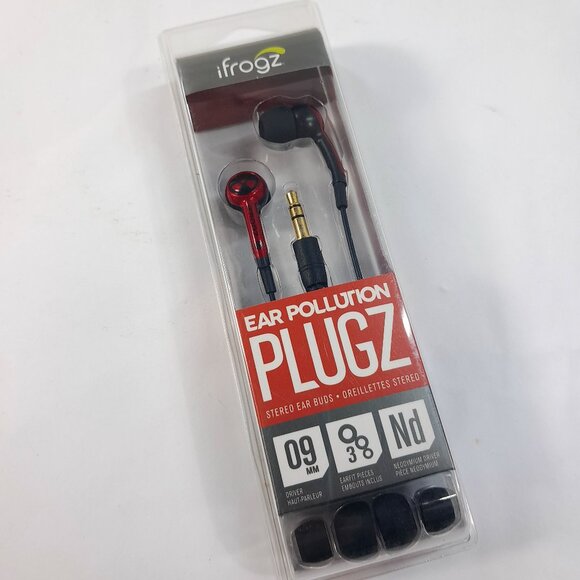 ifrogz
EAR POLLUTION
PLUGZ
STEREO EAR BUDS • OREILLETTES STEREO
09
MM
3
Nd
DRIVER
HAUT-PARLEUR
EARFIT PIECES
EMBOUTS INCLUS
NEODYMIUM DRIVER
PIÈCE NEODYMIUM